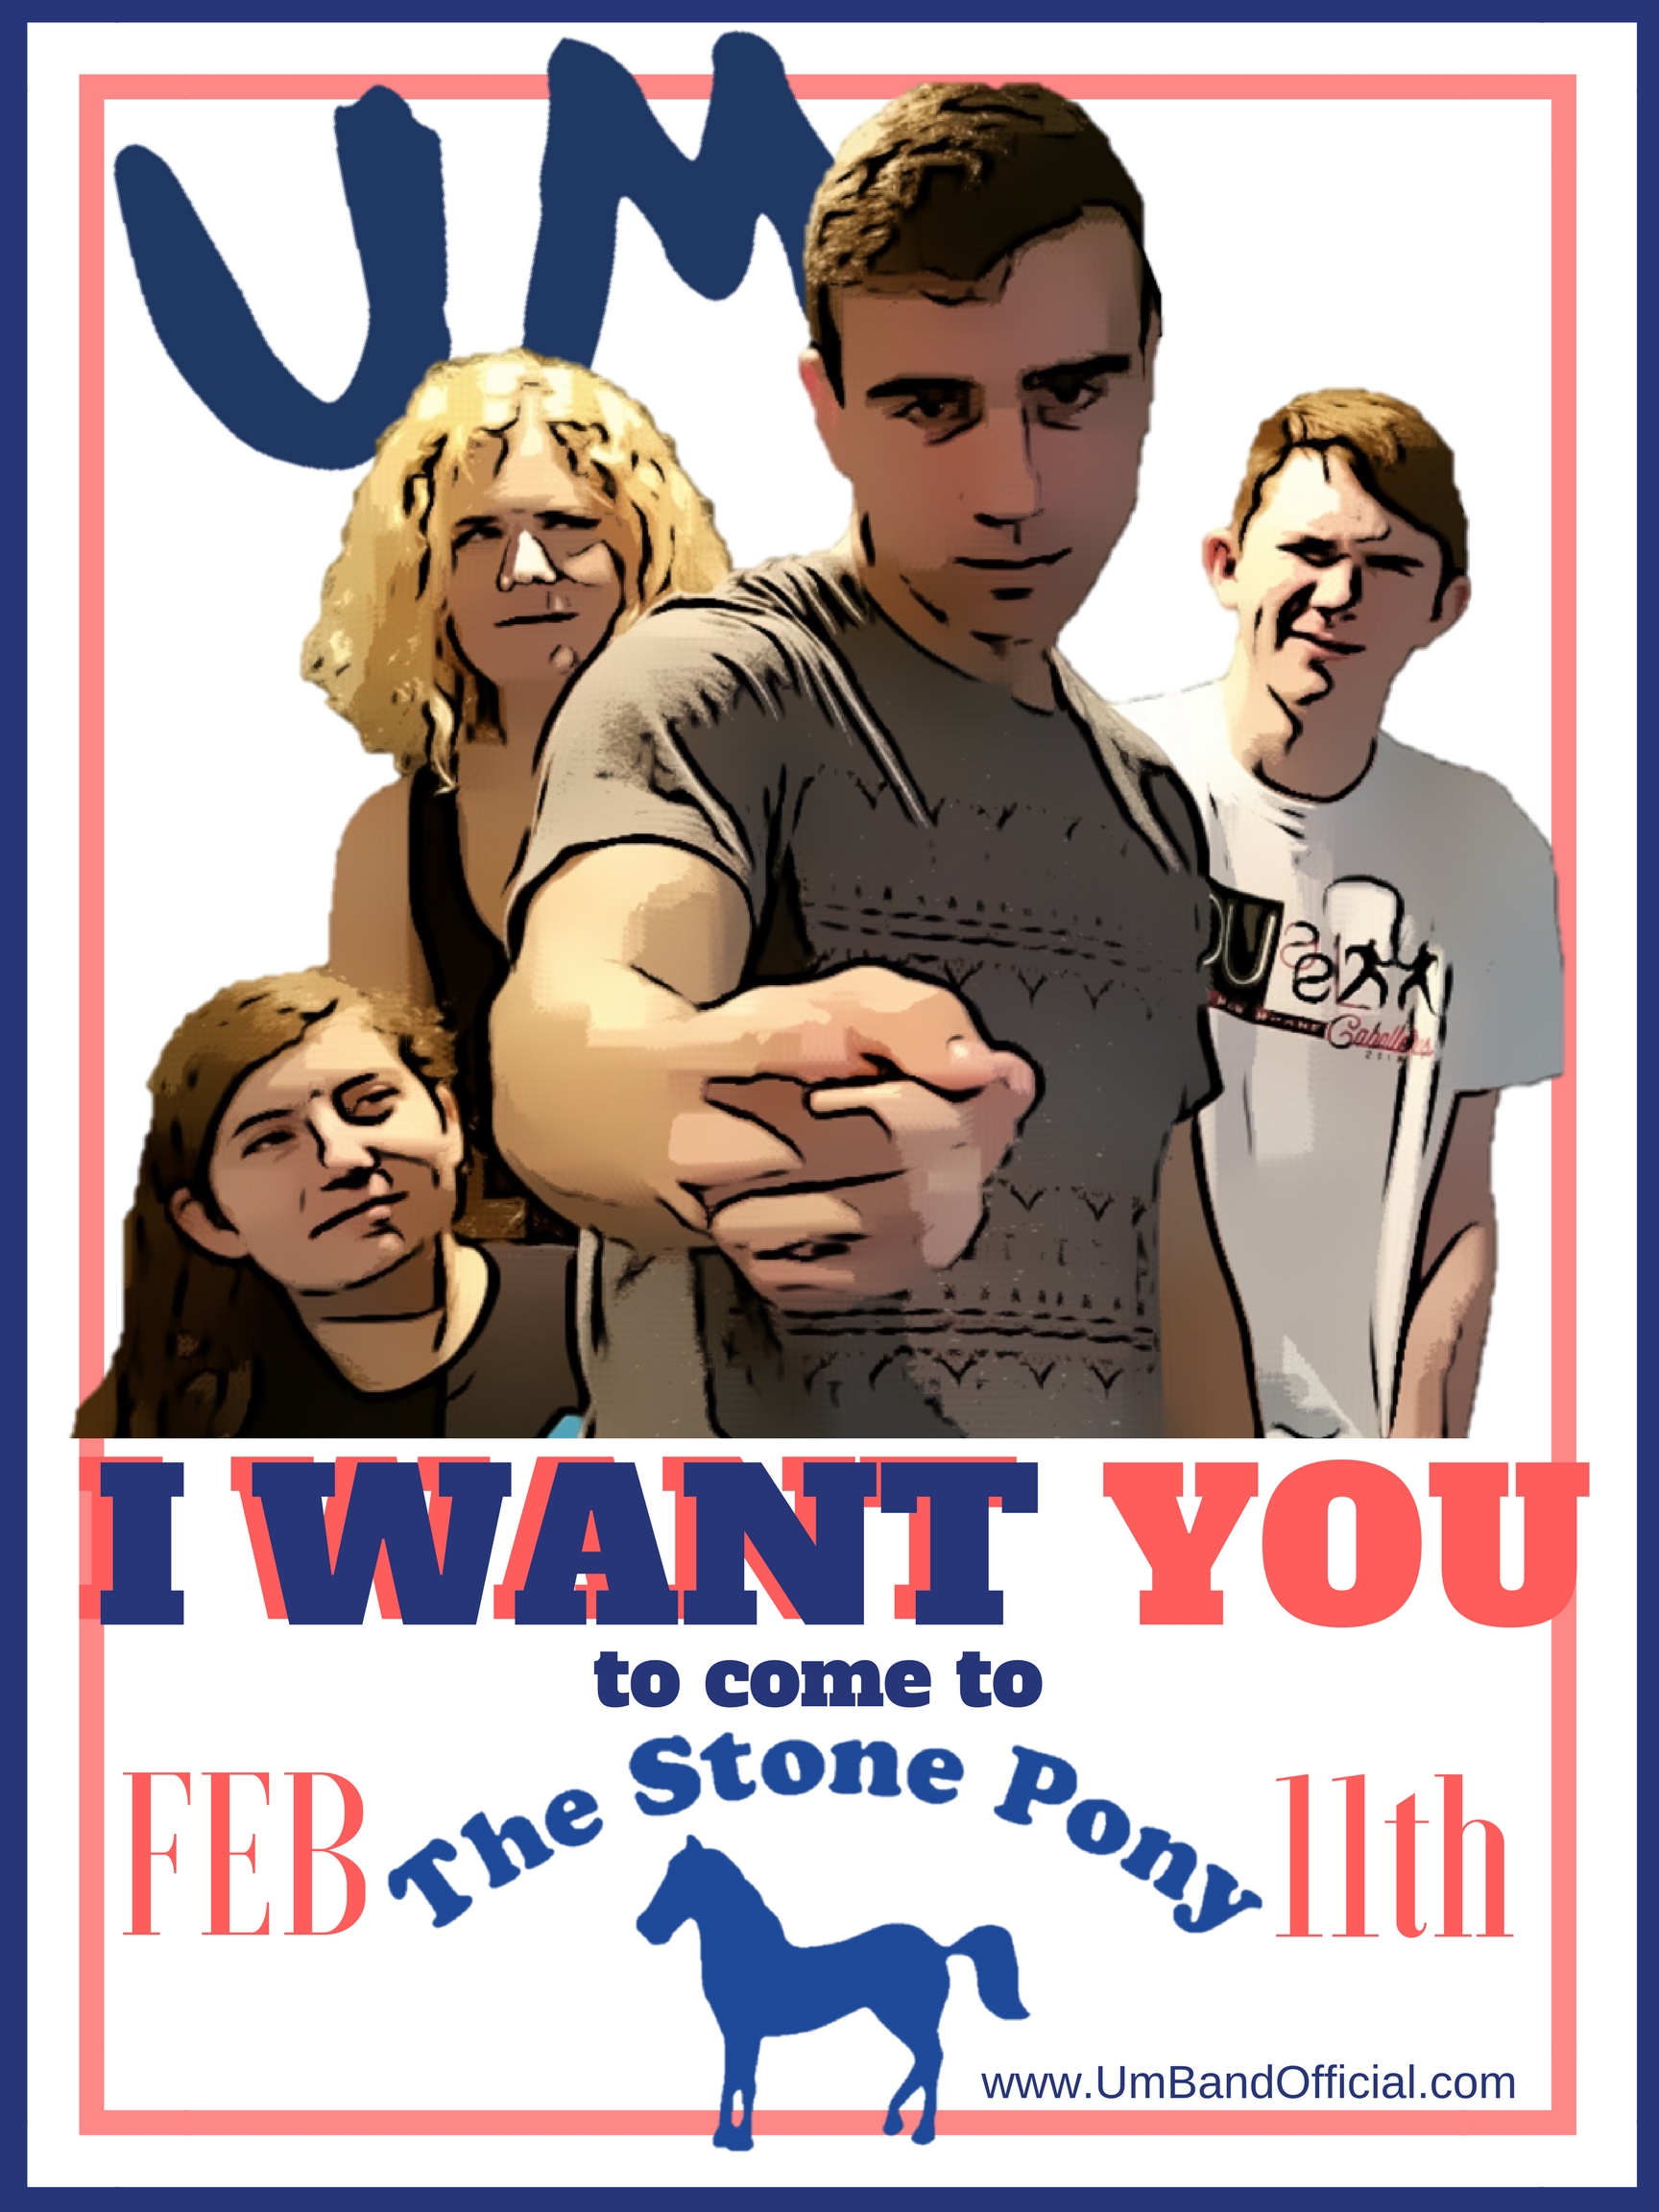 UM
I WANT YOU
to come to
The Stone Pony
FEB
11th
www.UmBandOfficial.com